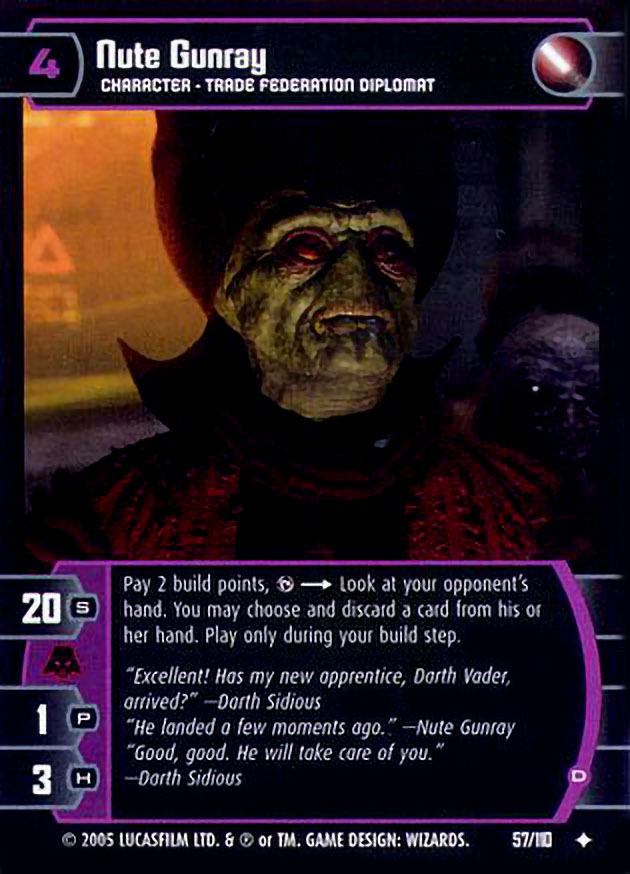 4
Nute Gunray
CHARACTER - TRADE FEDERATION DIPLOMAT
Pay 2 build points, → Look at your opponent's
hand. You may choose and discard a card from his or
her hand. Play only during your build step.
"Excellent! Has my new apprentice, Darth Vader,
arrived?" —Darth Sidious
"He landed a few moments ago." —Nute Gunray
"Good, good. He will take care of you."
—Darth Sidious
20 S
1 P
3 H
D
© 2005 LUCASFILM LTD. & ® or TM. GAME DESIGN: WIZARDS. 57/110